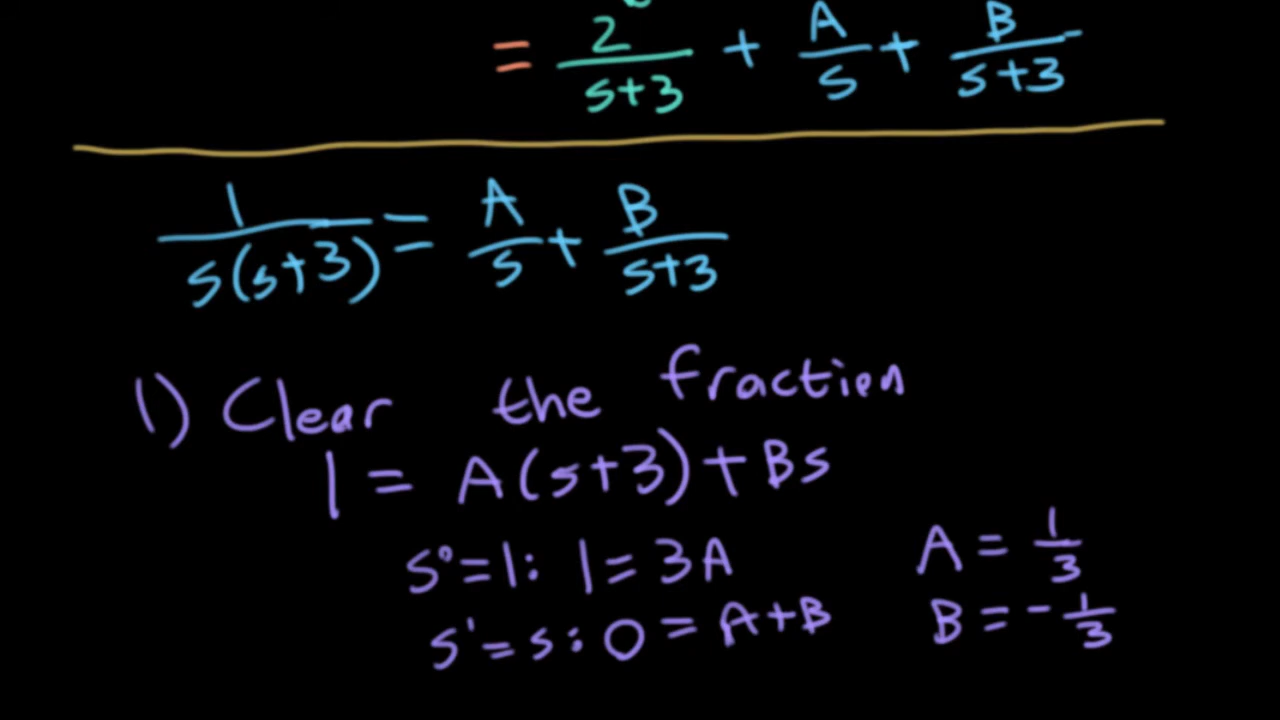 = 2/(s+3) + A/s + B/(s+3)
1/(s(s+3)) = A/s + B/(s+3)
1) Clear the fraction
1 = A(s+3) + Bs
s⁰=1: 1 = 3A A = 1/3
s¹=s: 0 = A+B B = -1/3